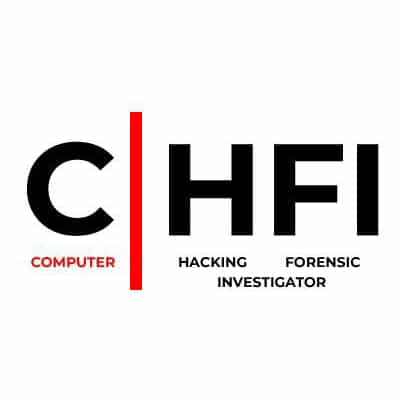 C|HFI
COMPUTER HACKING FORENSIC
INVESTIGATOR